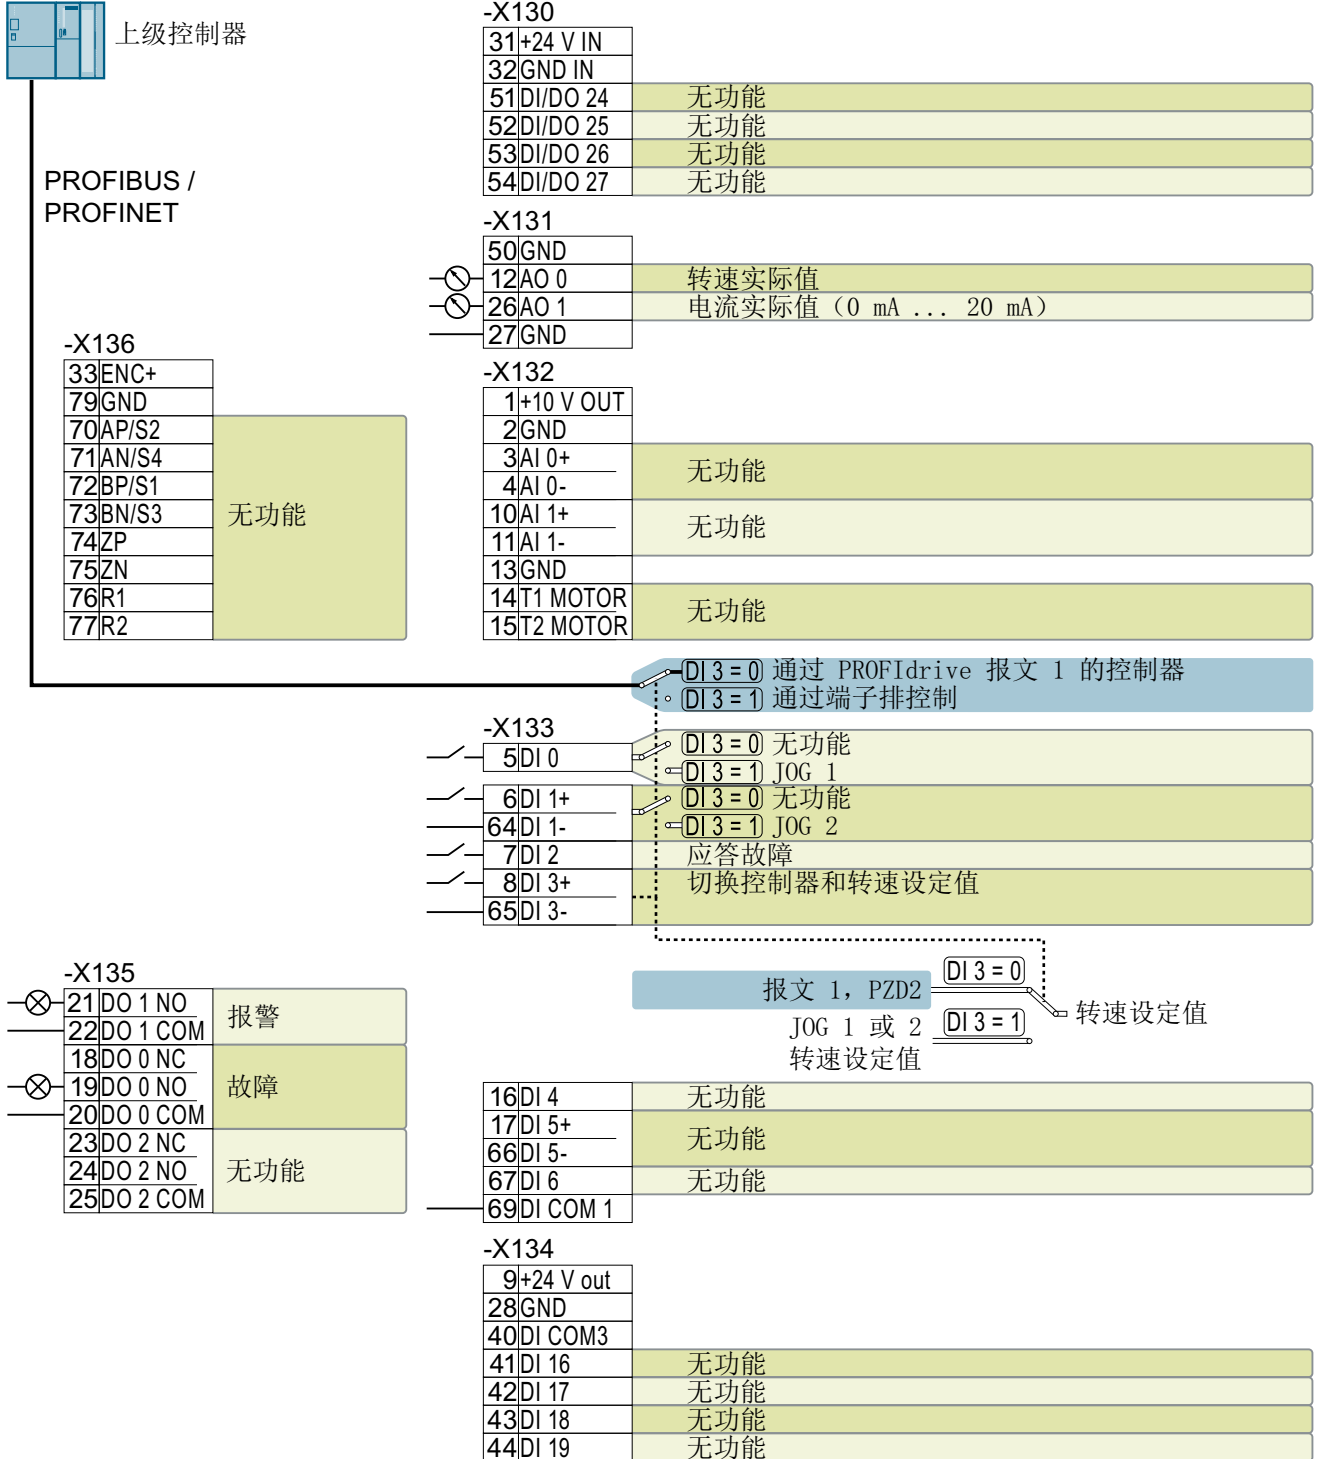 上级控制器
PROFIBUS /
PROFINET
-X130
31 +24 V IN
32 GND IN
51 DI/DO 24 无功能
52 DI/DO 25 无功能
53 DI/DO 26 无功能
54 DI/DO 27 无功能
-X131
50 GND
12 AO 0 转速实际值
26 AO 1 电流实际值（0 mA ... 20 mA）
27 GND
-X136
33 ENC+
79 GND
70 AP/S2
71 AN/S4
72 BP/S1
73 BN/S3 无功能
74 ZP
75 ZN
76 R1
77 R2
-X132
1 +10 V OUT
2 GND
3 AI 0+ 无功能
4 AI 0-
10 AI 1+ 无功能
11 AI 1-
13 GND
14 T1 MOTOR 无功能
15 T2 MOTOR
DI 3 = 0 通过 PROFIdrive 报文 1 的控制器
DI 3 = 1 通过端子排控制
-X133
5 DI 0 DI 3 = 0 无功能
DI 3 = 1 JOG 1
6 DI 1+ DI 3 = 0 无功能
64 DI 1- DI 3 = 1 JOG 2
7 DI 2 应答故障
8 DI 3+ 切换控制器和转速设定值
65 DI 3-
报文 1，PZD2 DI 3 = 0
转速设定值
JOG 1 或 2 DI 3 = 1
转速设定值
-X135
21 DO 1 NO 报警
22 DO 1 COM
18 DO 0 NC
19 DO 0 NO 故障
20 DO 0 COM
23 DO 2 NC
24 DO 2 NO 无功能
25 DO 2 COM
16 DI 4 无功能
17 DI 5+ 无功能
66 DI 5-
67 DI 6 无功能
69 DI COM 1
-X134
9 +24 V out
28 GND
40 DI COM3
41 DI 16 无功能
42 DI 17 无功能
43 DI 18 无功能
44 DI 19 无功能